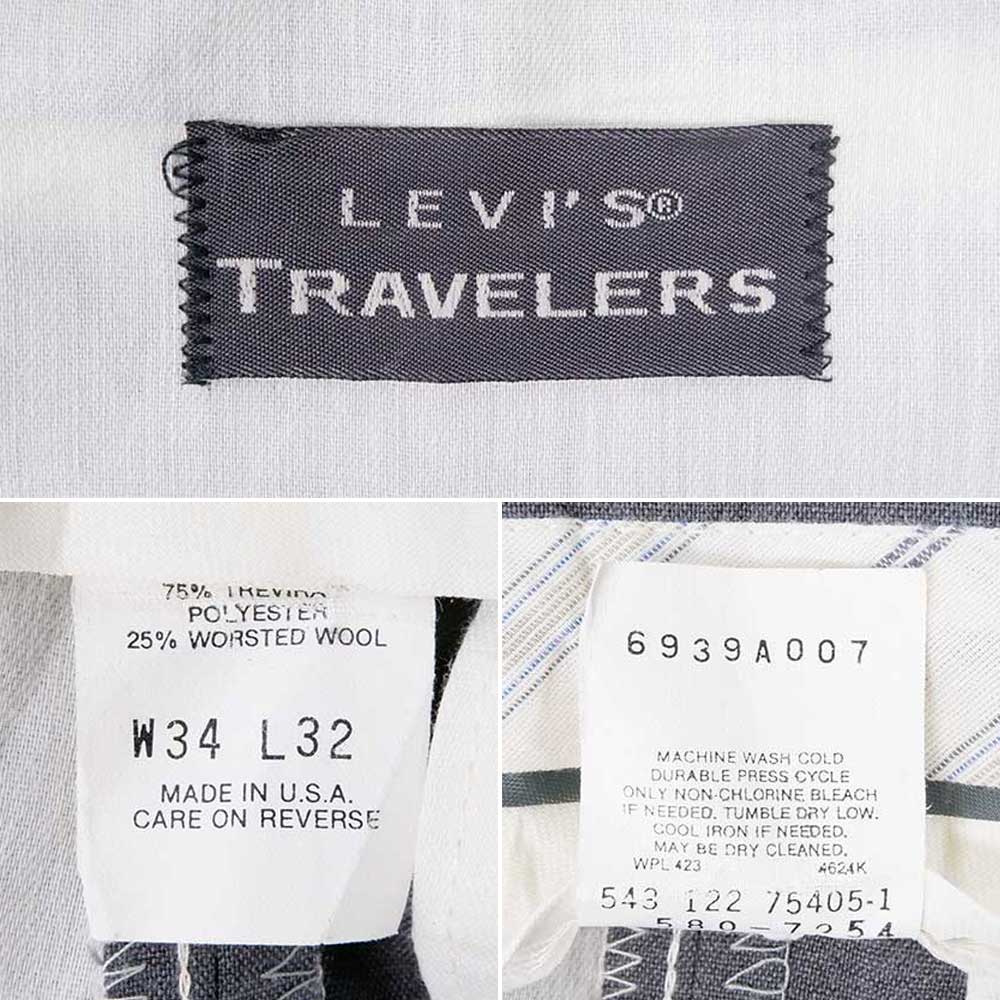 LEVI'S®
TRAVELERS
75% TREVIRA
POLYESTER
25% WORSTED WOOL
W34 L32
MADE IN U.S.A.
CARE ON REVERSE
6939A007
MACHINE WASH COLD
DURABLE PRESS CYCLE
ONLY NON-CHLORINE BLEACH
IF NEEDED. TUMBLE DRY LOW.
COOL IRON IF NEEDED.
MAY BE DRY CLEANED.
WPL 423 A624K
543 122 75405-1
580-7254